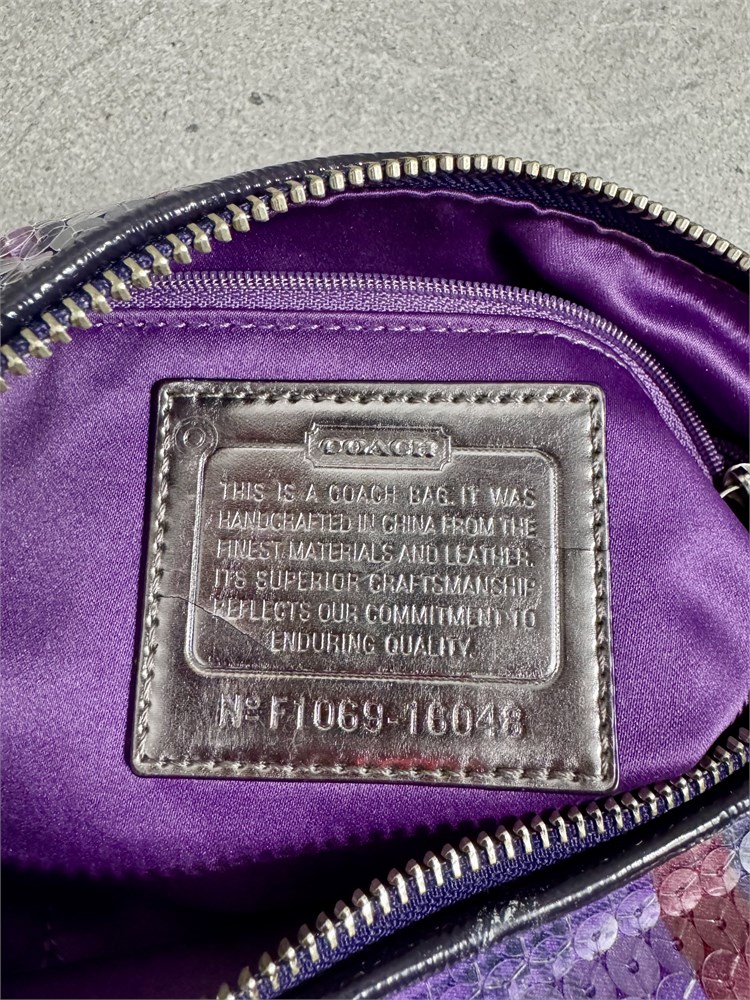 COACH
THIS IS A COACH BAG. IT WAS
HANDCRAFTED IN CHINA FROM THE
FINEST MATERIALS AND LEATHER.
ITS SUPERIOR CRAFTSMANSHIP
REFLECTS OUR COMMITMENT TO
ENDURING QUALITY.
Nº F1069-16048